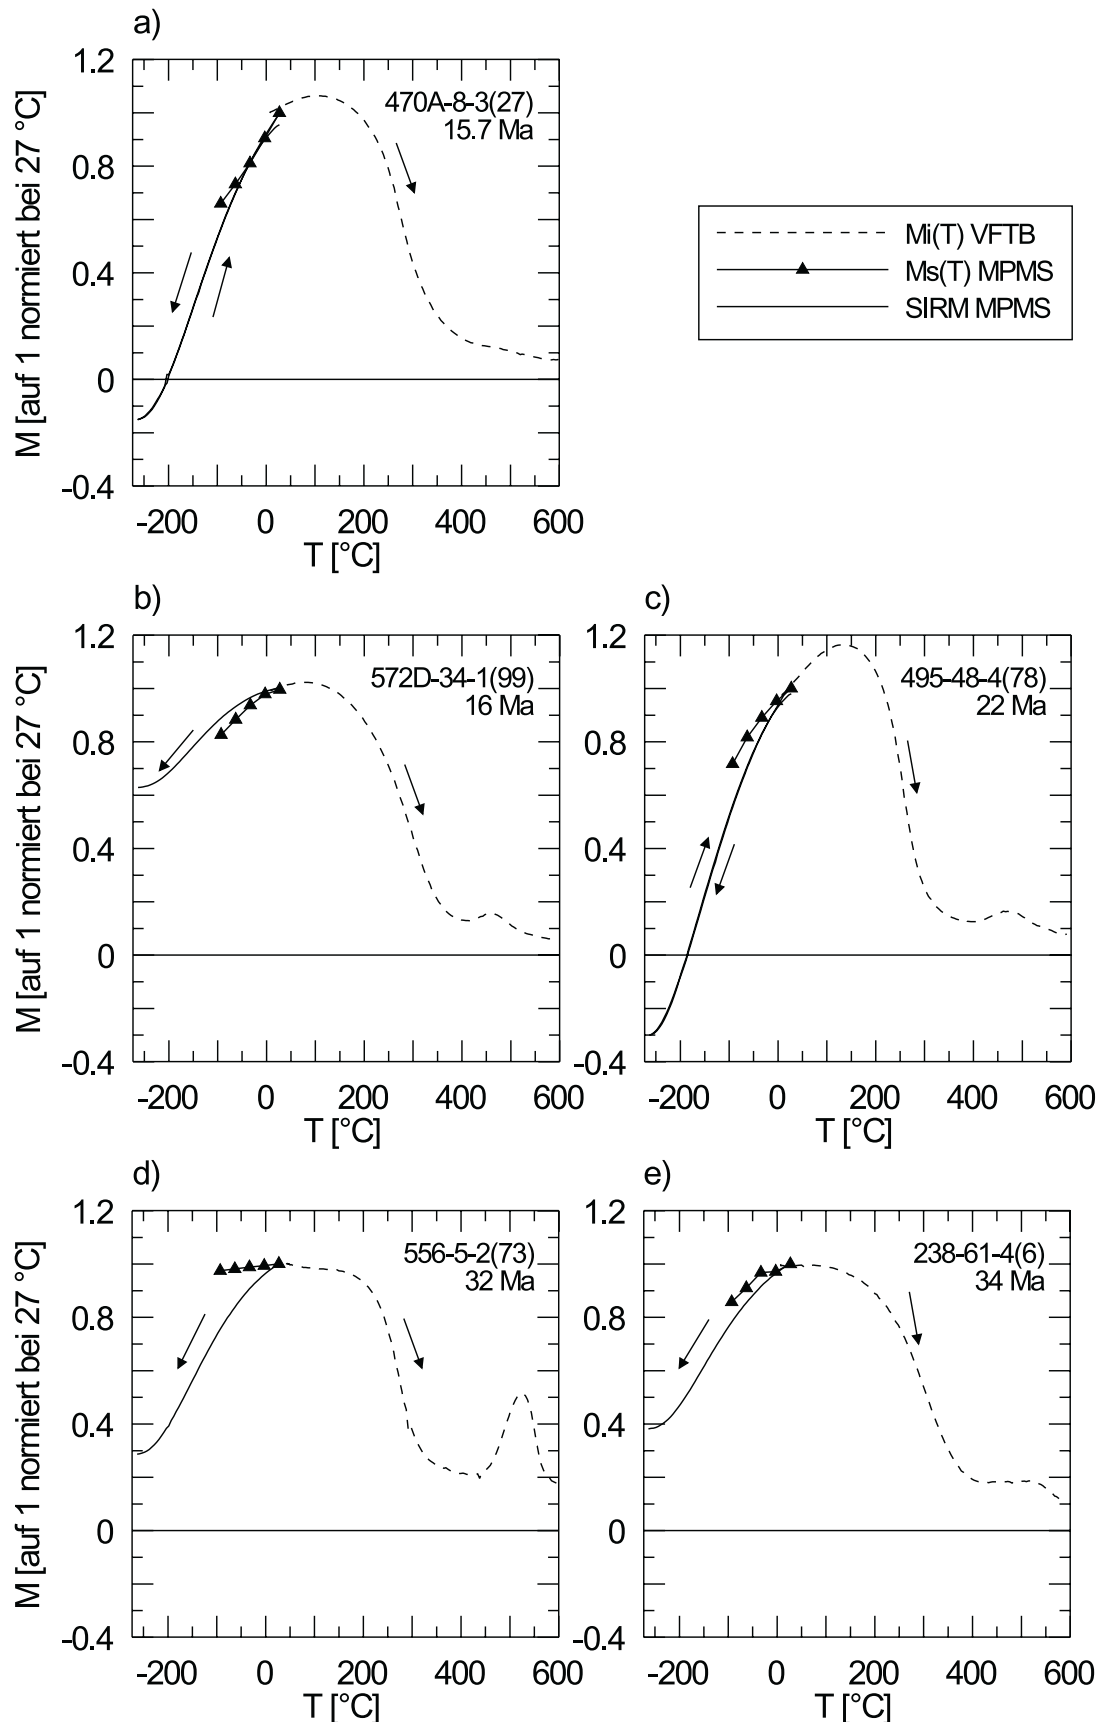 a)
1.2
0.8
0.4
0
-0.4
M [auf 1 normiert bei 27 °C]
470A-8-3(27)
15.7 Ma
-200 0 200 400 600
T [°C]
Mi(T) VFTB
Ms(T) MPMS
SIRM MPMS
b)
1.2
0.8
0.4
0
-0.4
M [auf 1 normiert bei 27 °C]
572D-34-1(99)
16 Ma
-200 0 200 400 600
T [°C]
c)
1.2
0.8
0.4
0
-0.4
495-48-4(78)
22 Ma
-200 0 200 400 600
T [°C]
d)
1.2
0.8
0.4
0
-0.4
M [auf 1 normiert bei 27 °C]
556-5-2(73)
32 Ma
-200 0 200 400 600
T [°C]
e)
1.2
0.8
0.4
0
-0.4
238-61-4(6)
34 Ma
-200 0 200 400 600
T [°C]